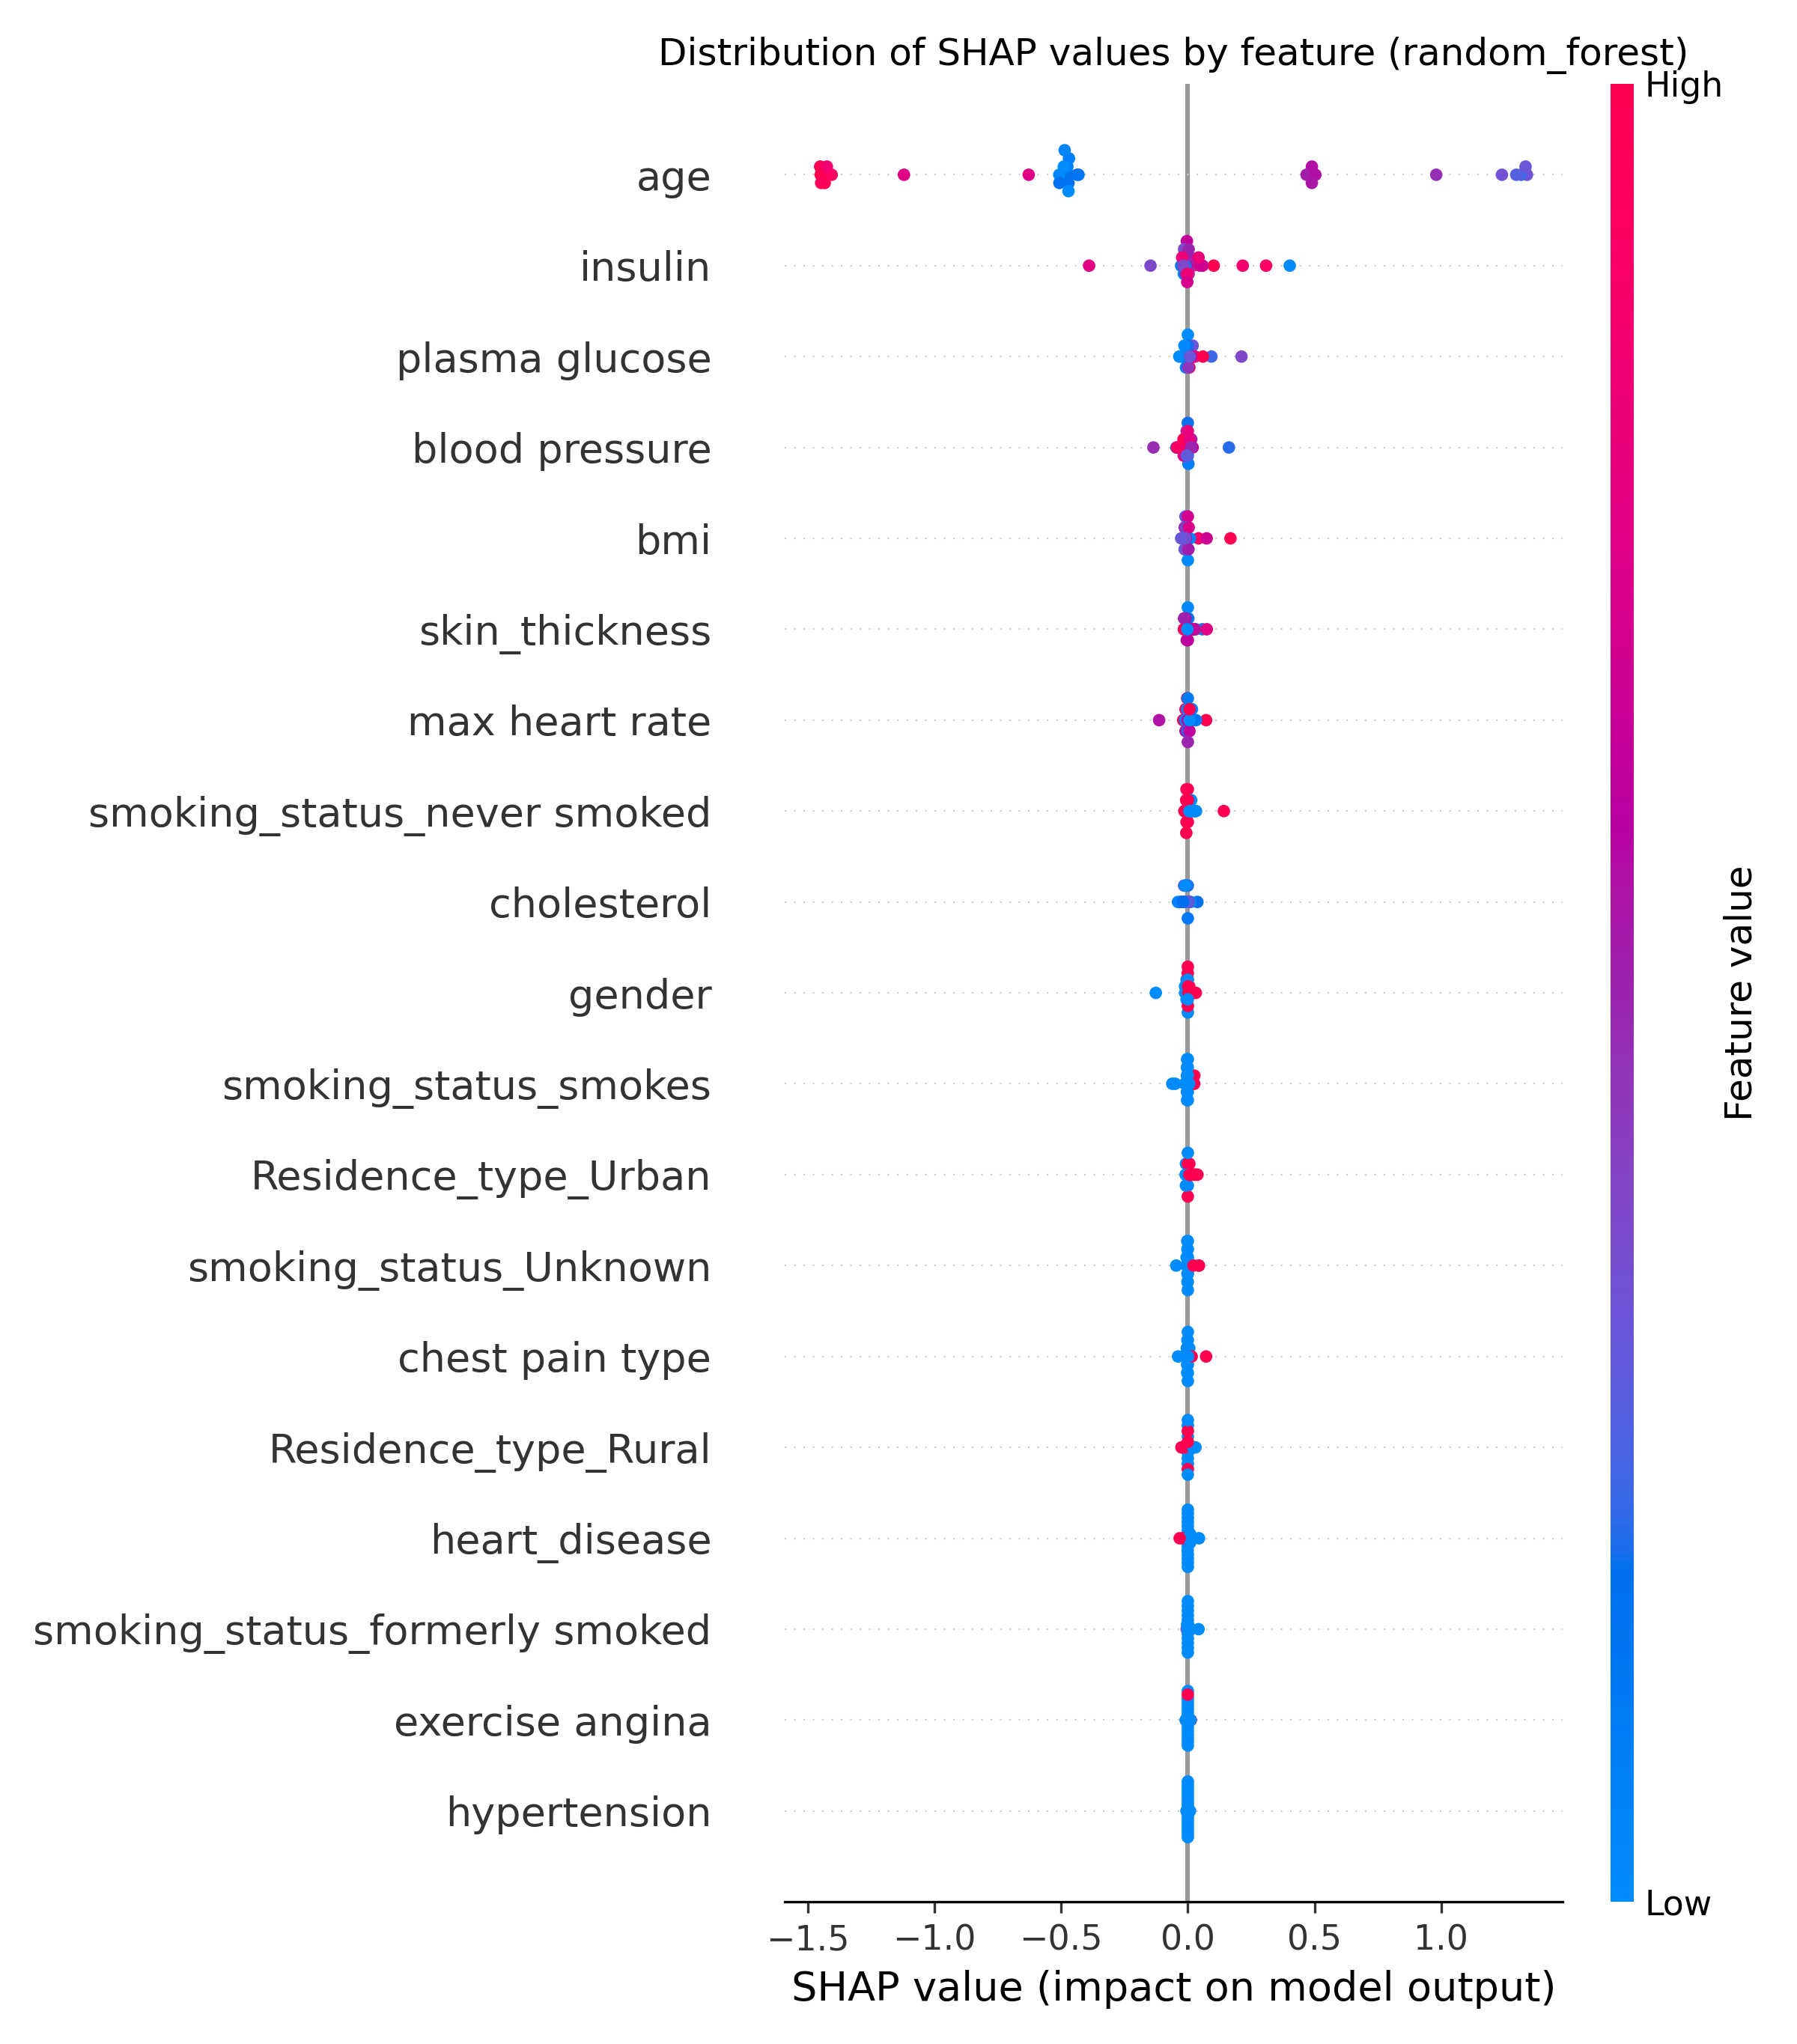 Distribution of SHAP values by feature (random_forest)
High
age
insulin
plasma glucose
blood pressure
bmi
skin_thickness
max heart rate
smoking_status_never smoked
cholesterol
gender
smoking_status_smokes
Residence_type_Urban
smoking_status_Unknown
chest pain type
Residence_type_Rural
heart_disease
smoking_status_formerly smoked
exercise angina
hypertension
Feature value
Low
−1.5 −1.0 −0.5 0.0 0.5 1.0
SHAP value (impact on model output)